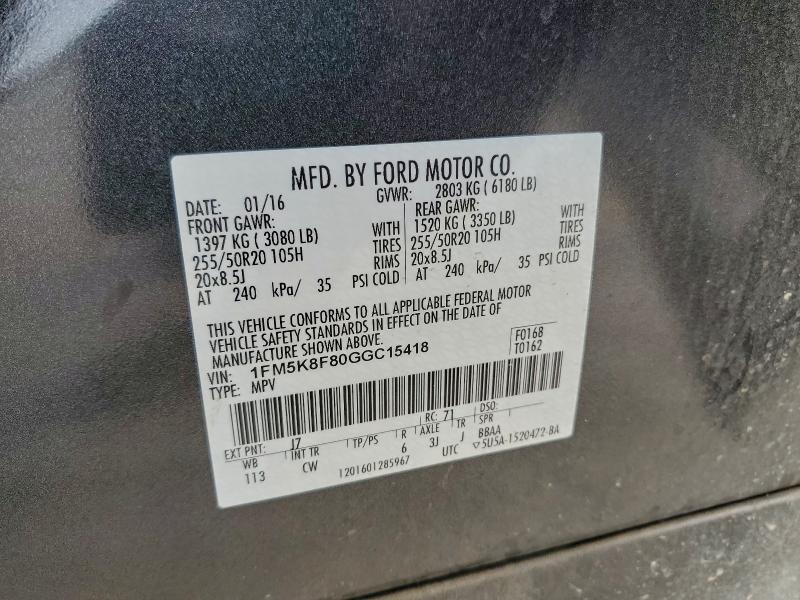 MFD. BY FORD MOTOR CO.
DATE: 01/16 GVWR: 2803 KG ( 6180 LB)
FRONT GAWR: REAR GAWR:
1397 KG ( 3080 LB) WITH 1520 KG ( 3350 LB) WITH
255/50R20 105H TIRES 255/50R20 105H TIRES
20x8.5J RIMS 20x8.5J RIMS
AT 240 kPa/ 35 PSI COLD AT 240 kPa/ 35 PSI COLD
THIS VEHICLE CONFORMS TO ALL APPLICABLE FEDERAL MOTOR
VEHICLE SAFETY STANDARDS IN EFFECT ON THE DATE OF
MANUFACTURE SHOWN ABOVE.
VIN: 1FM5K8F80GGC15418 F0168
TYPE: MPV T0162
RC: 71 DSO:
EXT PNT: J7 AXLE TR SPR
WB INT TR TP/PS R 3J J BBAA
113 CW 6 UTC ▽5U5A-1520472-BA
1201601285967